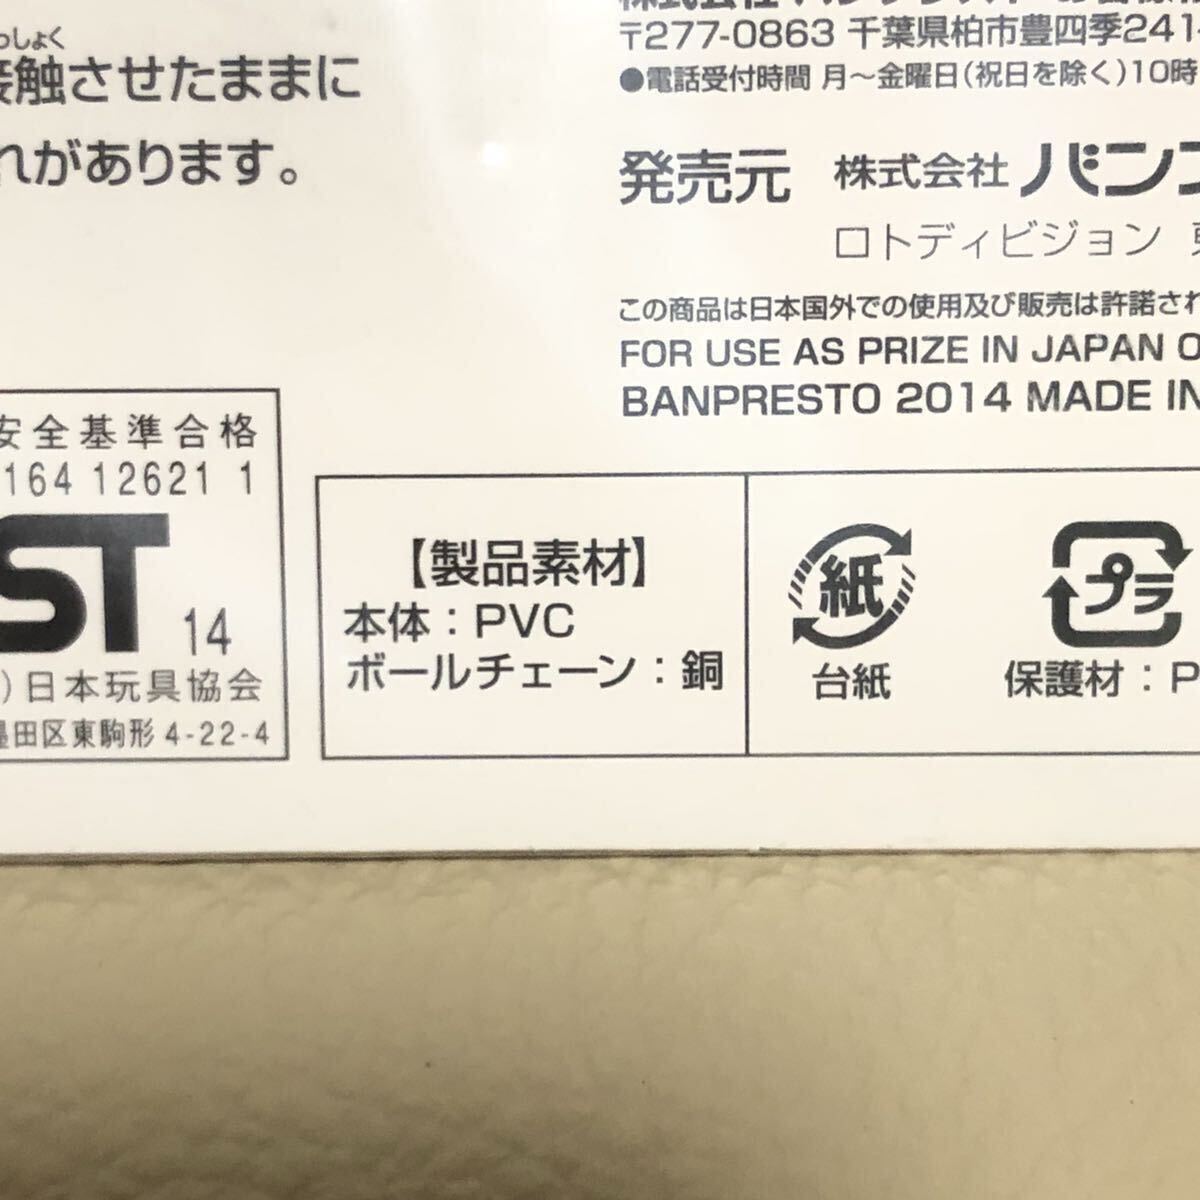 っしょく
接触させたままに
れがあります。
〒277-0863 千葉県柏市豊四季241-
●電話受付時間 月～金曜日(祝日を除く)10時
発売元 株式会社 バンプ
ロトディビジョン 東
この商品は日本国外での使用及び販売は許諾され
FOR USE AS PRIZE IN JAPAN O
BANPRESTO 2014 MADE IN
安全基準合格
164 12621 1
ST 14
)日本玩具協会
墨田区東駒形 4-22-4
【製品素材】
本体：PVC
ボールチェーン：銅
紙
台紙
プラ
保護材：P